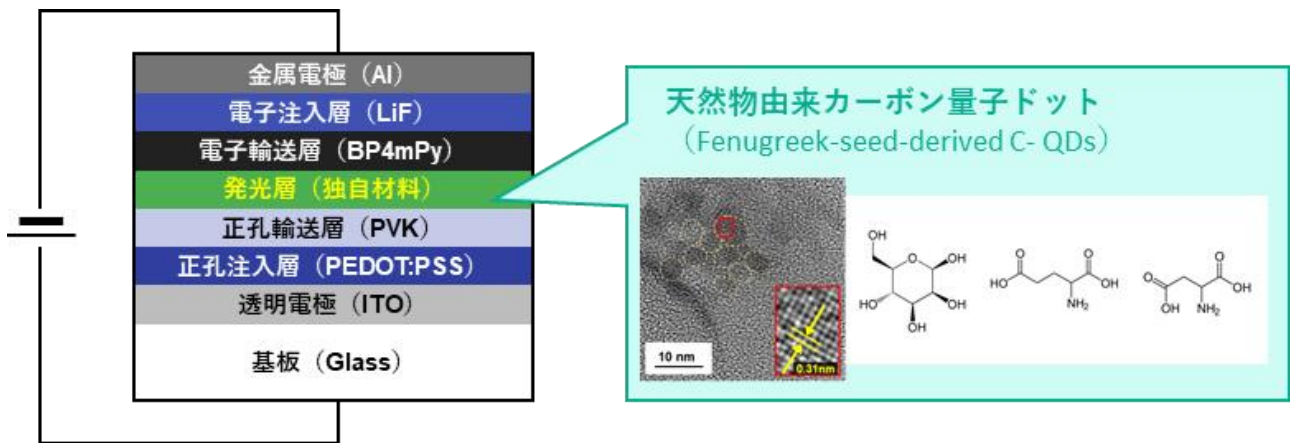 金属電極（Al）
電子注入層（LiF）
電子輸送層（BP4mPy）
発光層（独自材料）
正孔輸送層（PVK）
正孔注入層（PEDOT:PSS）
透明電極（ITO）
基板（Glass）
天然物由来カーボン量子ドット
（Fenugreek-seed-derived C- QDs）
10 nm
0.31nm
OH
O
OH
HO
OH
OH
O
O
HO
OH
NH₂
O
O
OH
OH
NH₂